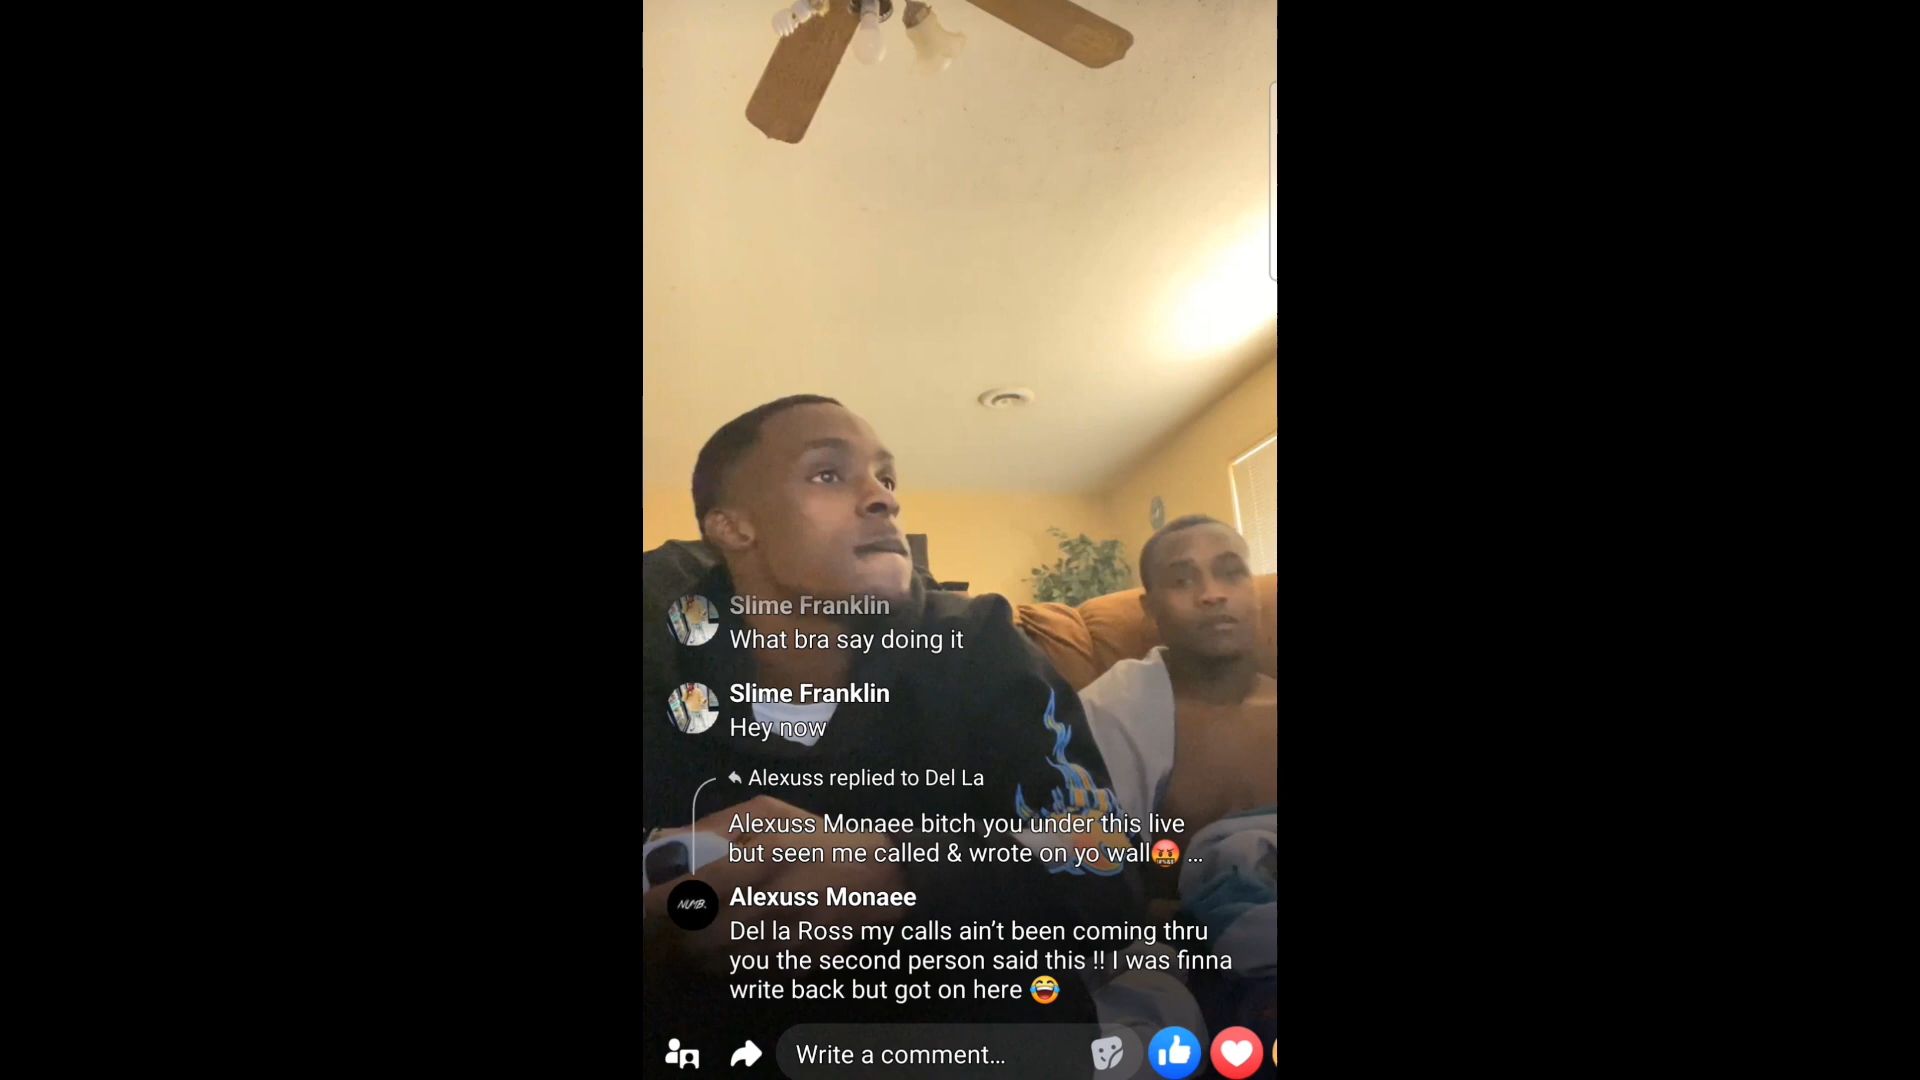 Slime Franklin
What bra say doing it
Slime Franklin
Hey now
Alexuss replied to Del La
Alexuss Monaee bitch you under this live
but seen me called & wrote on yo wall🤬 ...
NUMB.
Alexuss Monaee
Del la Ross my calls ain’t been coming thru
you the second person said this !! I was finna
write back but got on here 😂
Write a comment...